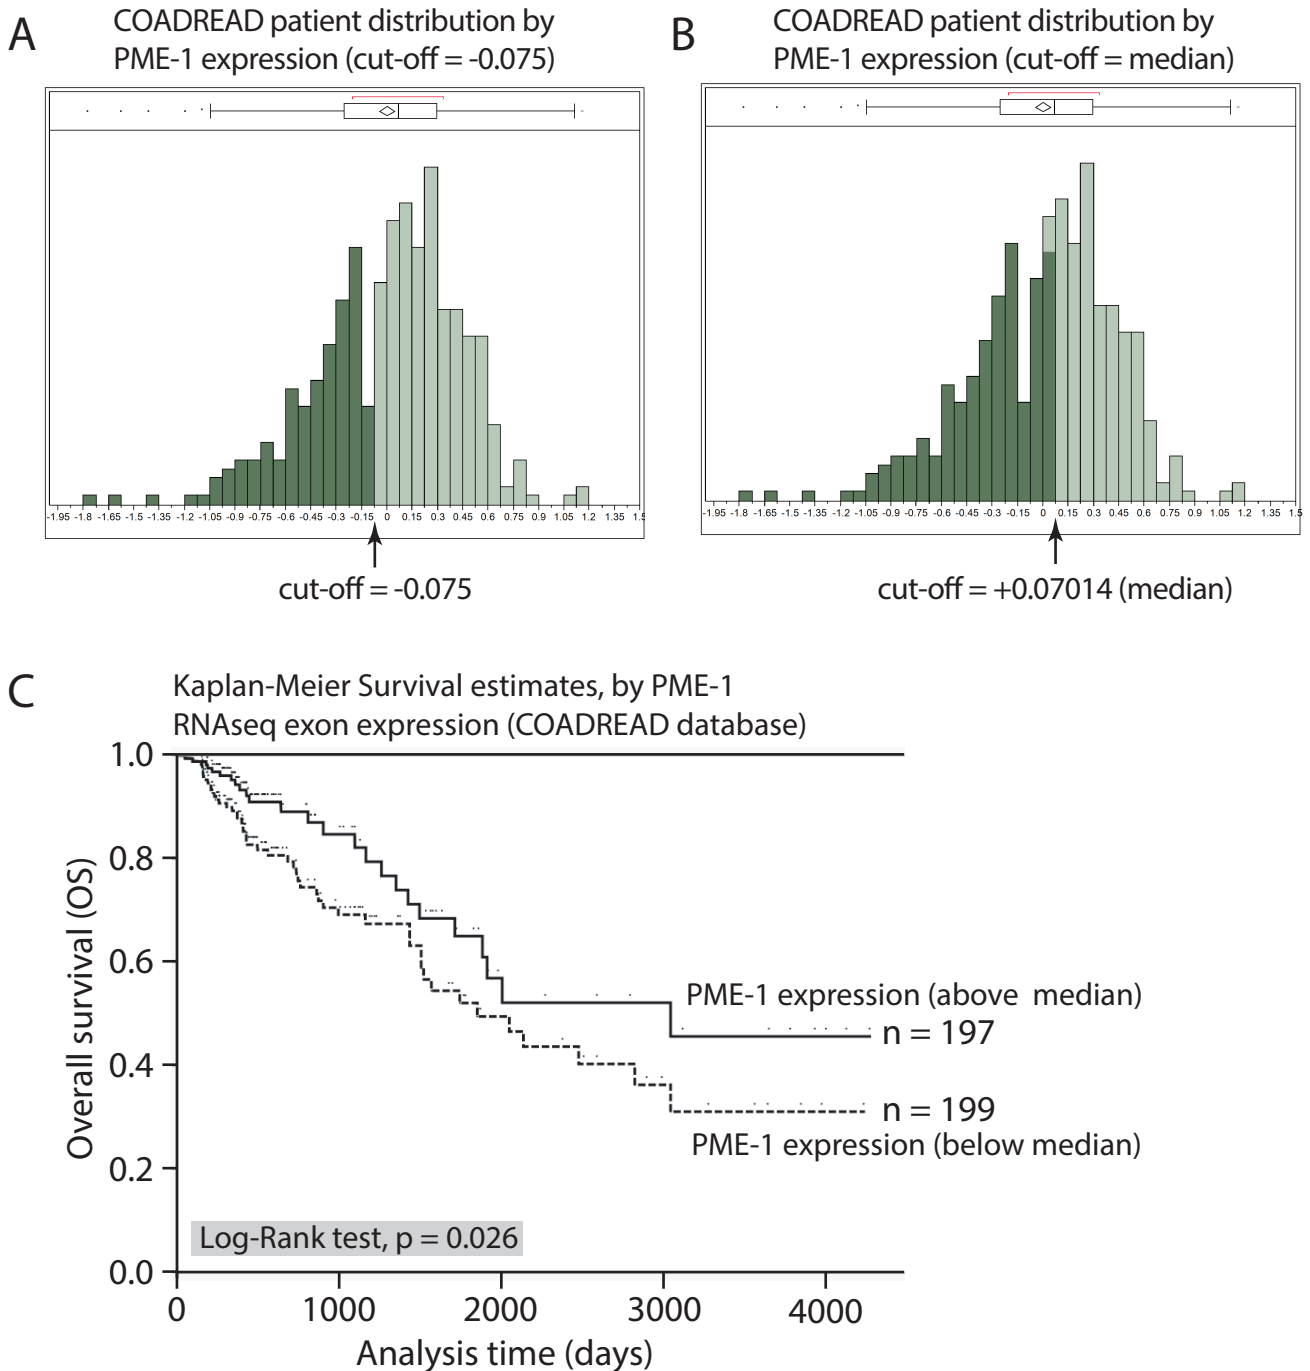 A
COADREAD patient distribution by
PME-1 expression (cut-off = -0.075)
-1.95 -1.8 -1.65 -1.5 -1.35 -1.2 -1.05 -0.9 -0.75 -0.6 -0.45 -0.3 -0.15 0 0.15 0.3 0.45 0.6 0.75 0.9 1.05 1.2 1.35 1.5
cut-off = -0.075
B
COADREAD patient distribution by
PME-1 expression (cut-off = median)
-1.95 -1.8 -1.65 -1.5 -1.35 -1.2 -1.05 -0.9 -0.75 -0.6 -0.45 -0.3 -0.15 0 0.15 0.3 0.45 0.6 0.75 0.9 1.05 1.2 1.35 1.5
cut-off = +0.07014 (median)
C
Kaplan-Meier Survival estimates, by PME-1
RNAseq exon expression (COADREAD database)
Overall survival (OS)
1.0
0.8
0.6
0.4
0.2
0.0
PME-1 expression (above median)
n = 197
n = 199
PME-1 expression (below median)
Log-Rank test, p = 0.026
0 1000 2000 3000 4000
Analysis time (days)